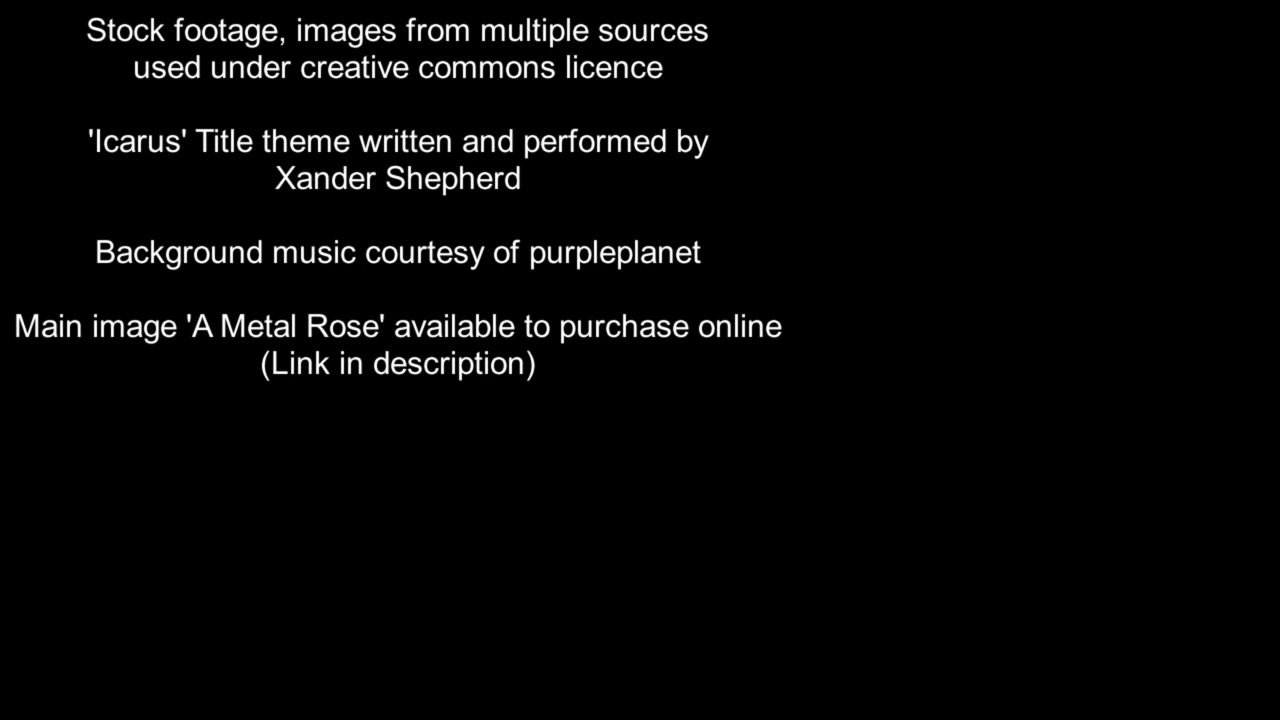 Stock footage, images from multiple sources
used under creative commons licence
'Icarus' Title theme written and performed by
Xander Shepherd
Background music courtesy of purpleplanet
Main image 'A Metal Rose' available to purchase online
(Link in description)